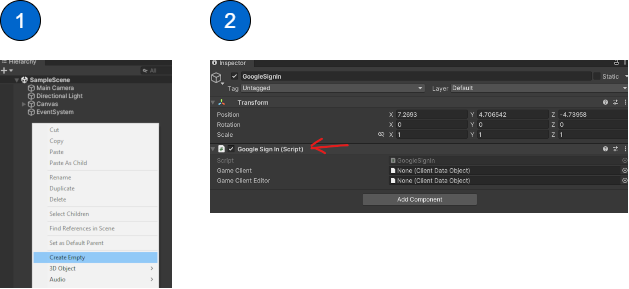 1
2
Hierarchy
All
SampleScene
Main Camera
Directional Light
Canvas
EventSystem
Cut
Copy
Paste
Paste As Child
Rename
Duplicate
Delete
Select Children
Find References in Scene
Set as Default Parent
Create Empty
3D Object
Audio
Inspector
GoogleSignIn
Static
Tag Untagged Layer Default
Transform
Position X 7.2693 Y 4.706542 Z -4.73958
Rotation X 0 Y 0 Z 0
Scale X 1 Y 1 Z 1
Google Sign In (Script)
Script GoogleSignIn
Game Client None (Client Data Object)
Game Client Editor None (Client Data Object)
Add Component